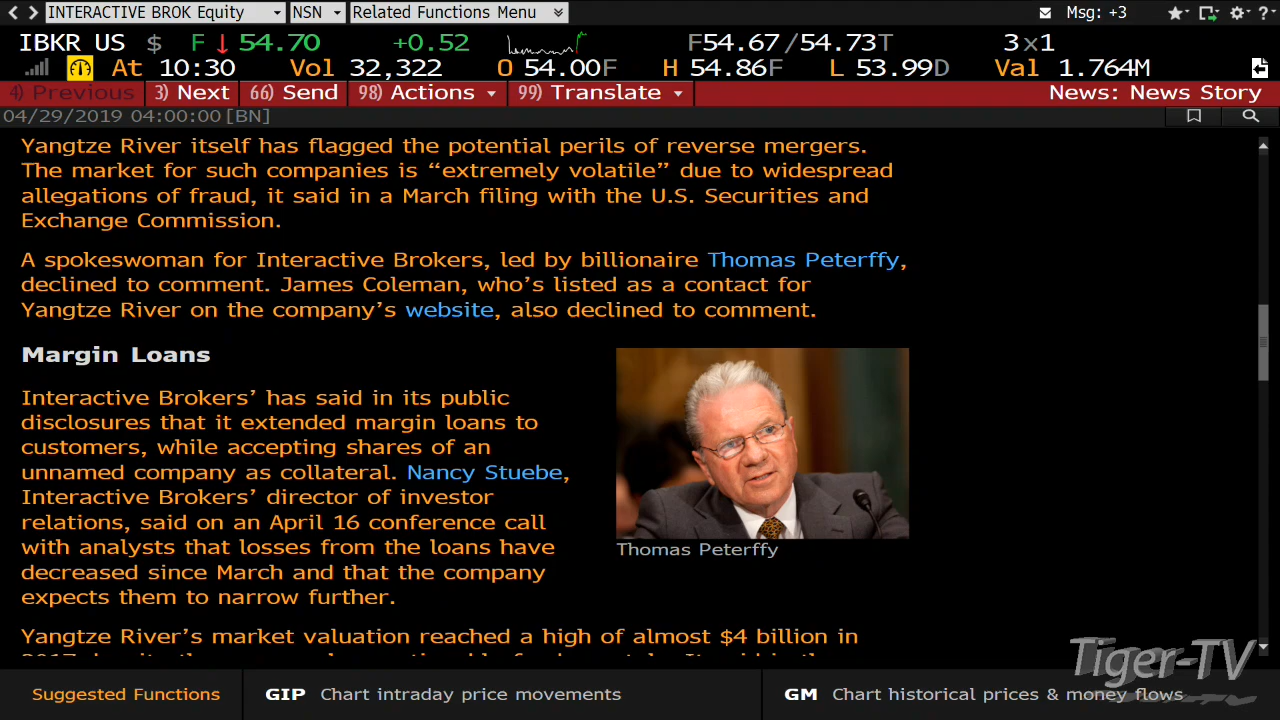 INTERACTIVE BROK Equity NSN Related Functions Menu Msg: +3 ?
IBKR US $ F ↓ 54.70 +0.52 F54.67 /54.73T 3x1
At 10:30 Vol 32,322 O 54.00F H 54.86F L 53.99D Val 1.764M
4) Previous 3) Next 66) Send 98) Actions 99) Translate News: News Story
04/29/2019 04:00:00 [BN]
Yangtze River itself has flagged the potential perils of reverse mergers.
The market for such companies is “extremely volatile” due to widespread
allegations of fraud, it said in a March filing with the U.S. Securities and
Exchange Commission.
A spokeswoman for Interactive Brokers, led by billionaire Thomas Peterffy,
declined to comment. James Coleman, who’s listed as a contact for
Yangtze River on the company’s website, also declined to comment.
Margin Loans
Interactive Brokers’ has said in its public
disclosures that it extended margin loans to
customers, while accepting shares of an
unnamed company as collateral. Nancy Stuebe,
Interactive Brokers’ director of investor
relations, said on an April 16 conference call
with analysts that losses from the loans have
decreased since March and that the company
expects them to narrow further.
Thomas Peterffy
Yangtze River’s market valuation reached a high of almost $4 billion in
Tiger-TV
Suggested Functions GIP Chart intraday price movements GM Chart historical prices & money flows